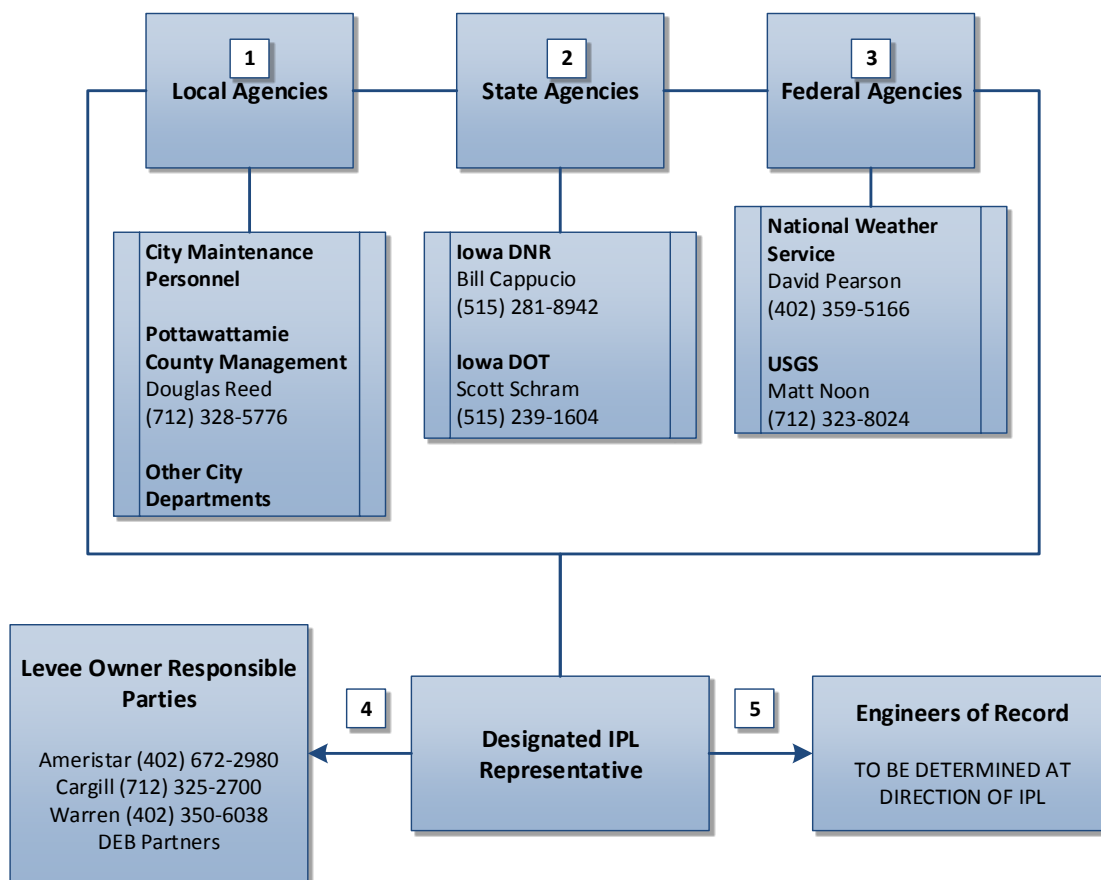 1
Local Agencies
2
State Agencies
3
Federal Agencies
City Maintenance
Personnel
Pottawattamie
County Management
Douglas Reed
(712) 328-5776
Other City
Departments
Iowa DNR
Bill Cappucio
(515) 281-8942
Iowa DOT
Scott Schram
(515) 239-1604
National Weather
Service
David Pearson
(402) 359-5166
USGS
Matt Noon
(712) 323-8024
Levee Owner Responsible
Parties
Ameristar (402) 672-2980
Cargill (712) 325-2700
Warren (402) 350-6038
DEB Partners
4
Designated IPL
Representative
5
Engineers of Record
TO BE DETERMINED AT
DIRECTION OF IPL